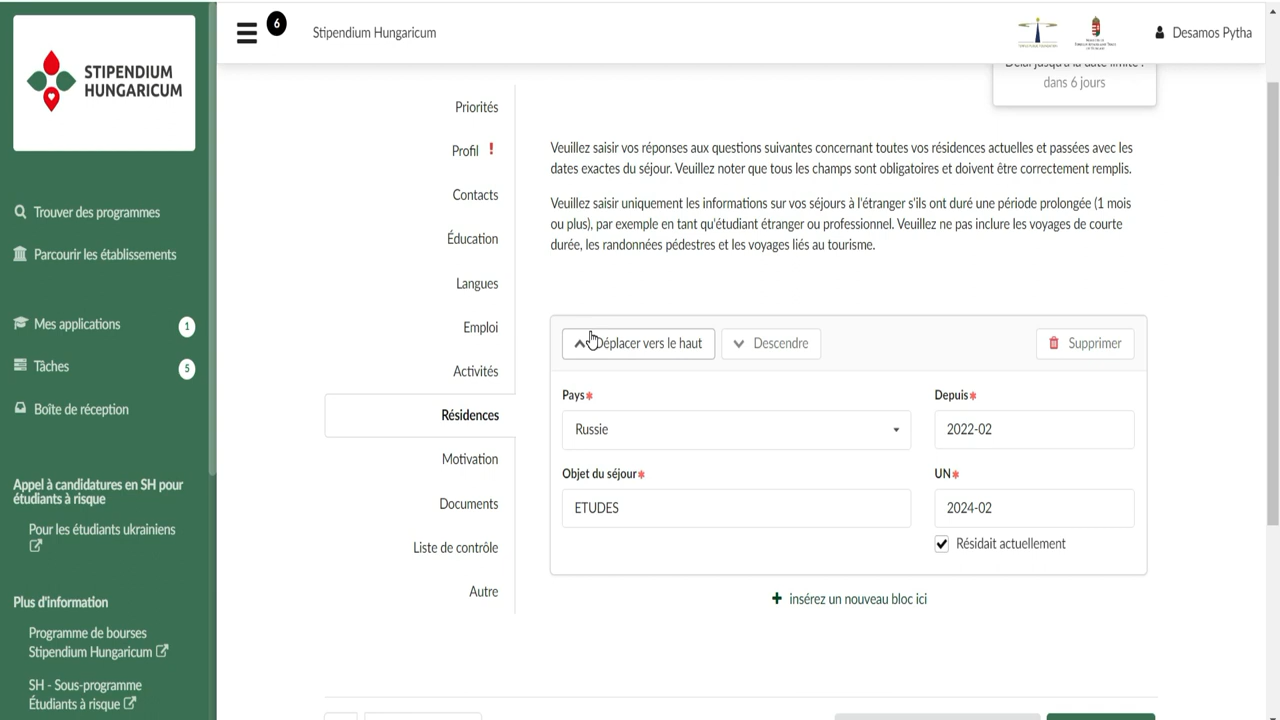 STIPENDIUM
HUNGARICUM
Trouver des programmes
Parcourir les établissements
Mes applications 1
Tâches 5
Boîte de réception
Appel à candidatures en SH pour
étudiants à risque
Pour les étudiants ukrainiens
Plus d'information
Programme de bourses
Stipendium Hungaricum
SH - Sous-programme
Étudiants à risque
6
Stipendium Hungaricum
Desamos Pytha
Délai jusqu'à la date limite :
dans 6 jours
Priorités
Profil !
Contacts
Éducation
Langues
Emploi
Activités
Résidences
Motivation
Documents
Liste de contrôle
Autre
Veuillez saisir vos réponses aux questions suivantes concernant toutes vos résidences actuelles et passées avec les
dates exactes du séjour. Veuillez noter que tous les champs sont obligatoires et doivent être correctement remplis.
Veuillez saisir uniquement les informations sur vos séjours à l'étranger s'ils ont duré une période prolongée (1 mois
ou plus), par exemple en tant qu'étudiant étranger ou professionnel. Veuillez ne pas inclure les voyages de courte
durée, les randonnées pédestres et les voyages liés au tourisme.
Déplacer vers le haut
Descendre
Supprimer
Pays*
Depuis*
Russie
2022-02
Objet du séjour*
UN*
ETUDES
2024-02
Résidait actuellement
+ insérez un nouveau bloc ici